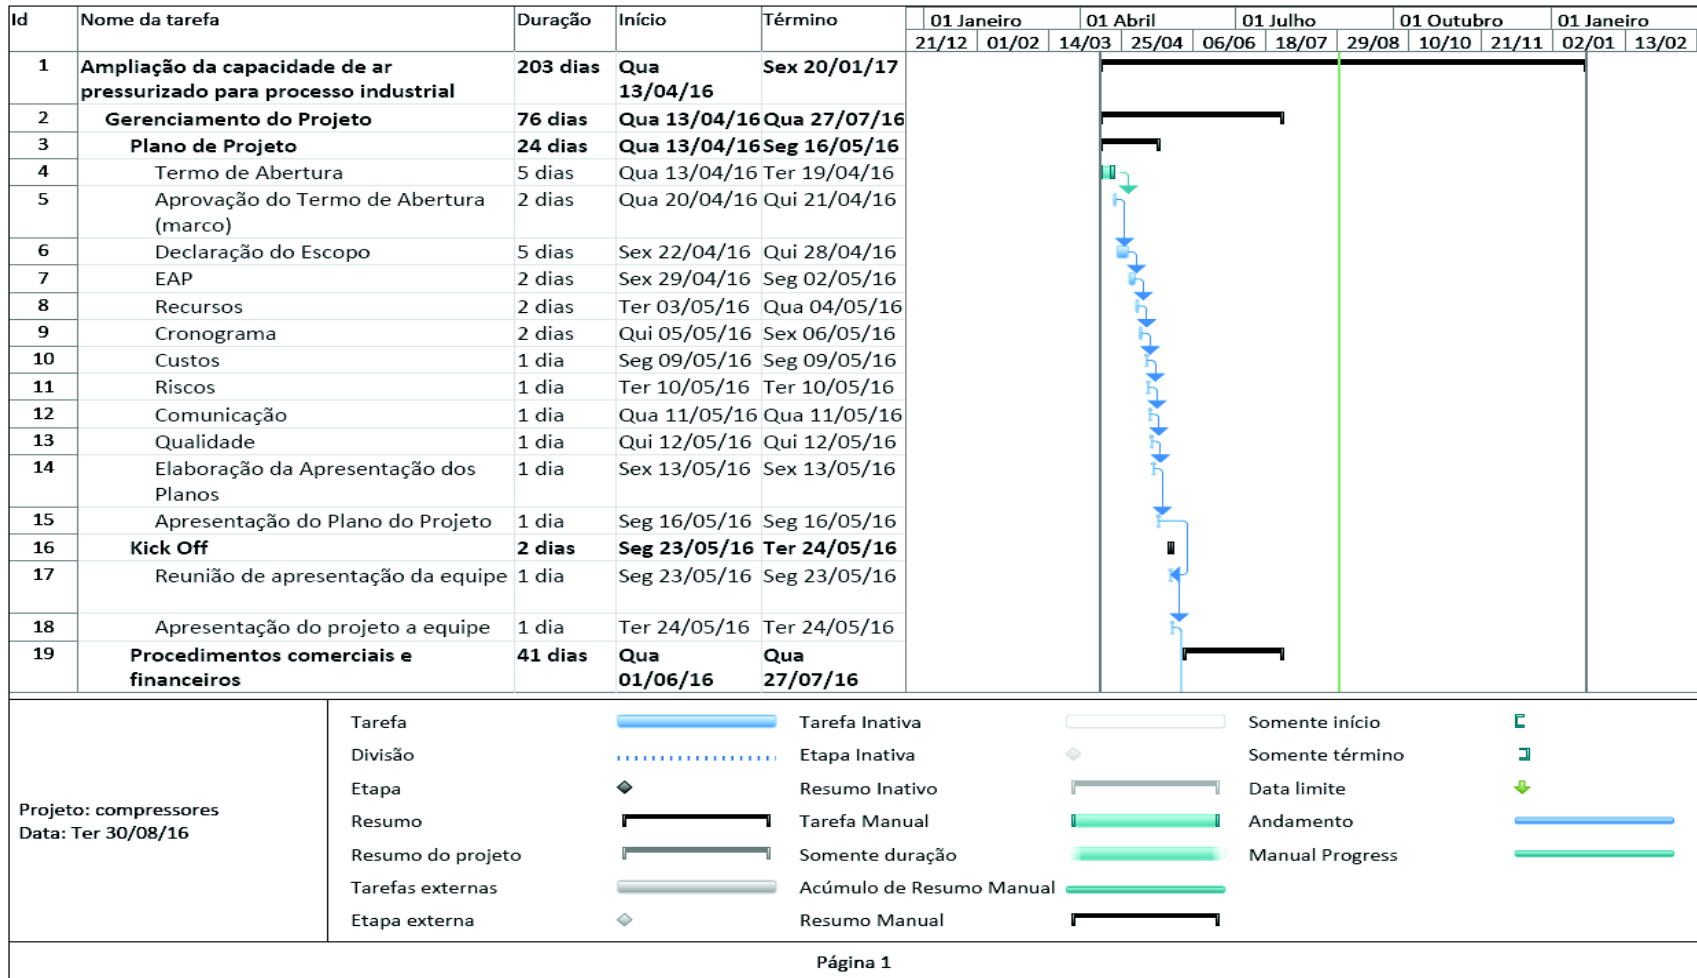 Id Nome da tarefa Duração Início Término 01 Janeiro 01 Abril 01 Julho 01 Outubro 01 Janeiro
21/12 01/02 14/03 25/04 06/06 18/07 29/08 10/10 21/11 02/01 13/02
1 Ampliação da capacidade de ar 203 dias Qua Sex 20/01/17
pressurizado para processo industrial 13/04/16
2 Gerenciamento do Projeto 76 dias Qua 13/04/16 Qua 27/07/16
3 Plano de Projeto 24 dias Qua 13/04/16 Seg 16/05/16
4 Termo de Abertura 5 dias Qua 13/04/16 Ter 19/04/16
5 Aprovação do Termo de Abertura 2 dias Qua 20/04/16 Qui 21/04/16
(marco)
6 Declaração do Escopo 5 dias Sex 22/04/16 Qui 28/04/16
7 EAP 2 dias Sex 29/04/16 Seg 02/05/16
8 Recursos 2 dias Ter 03/05/16 Qua 04/05/16
9 Cronograma 2 dias Qui 05/05/16 Sex 06/05/16
10 Custos 1 dia Seg 09/05/16 Seg 09/05/16
11 Riscos 1 dia Ter 10/05/16 Ter 10/05/16
12 Comunicação 1 dia Qua 11/05/16 Qua 11/05/16
13 Qualidade 1 dia Qui 12/05/16 Qui 12/05/16
14 Elaboração da Apresentação dos 1 dia Sex 13/05/16 Sex 13/05/16
Planos
15 Apresentação do Plano do Projeto 1 dia Seg 16/05/16 Seg 16/05/16
16 Kick Off 2 dias Seg 23/05/16 Ter 24/05/16
17 Reunião de apresentação da equipe 1 dia Seg 23/05/16 Seg 23/05/16
18 Apresentação do projeto a equipe 1 dia Ter 24/05/16 Ter 24/05/16
19 Procedimentos comerciais e 41 dias Qua Qua
financeiros 01/06/16 27/07/16
Projeto: compressores
Data: Ter 30/08/16
Tarefa Tarefa Inativa Somente início
Divisão Etapa Inativa Somente término
Etapa Resumo Inativo Data limite
Resumo Tarefa Manual Andamento
Resumo do projeto Somente duração Manual Progress
Tarefas externas Acúmulo de Resumo Manual
Etapa externa Resumo Manual
Página 1